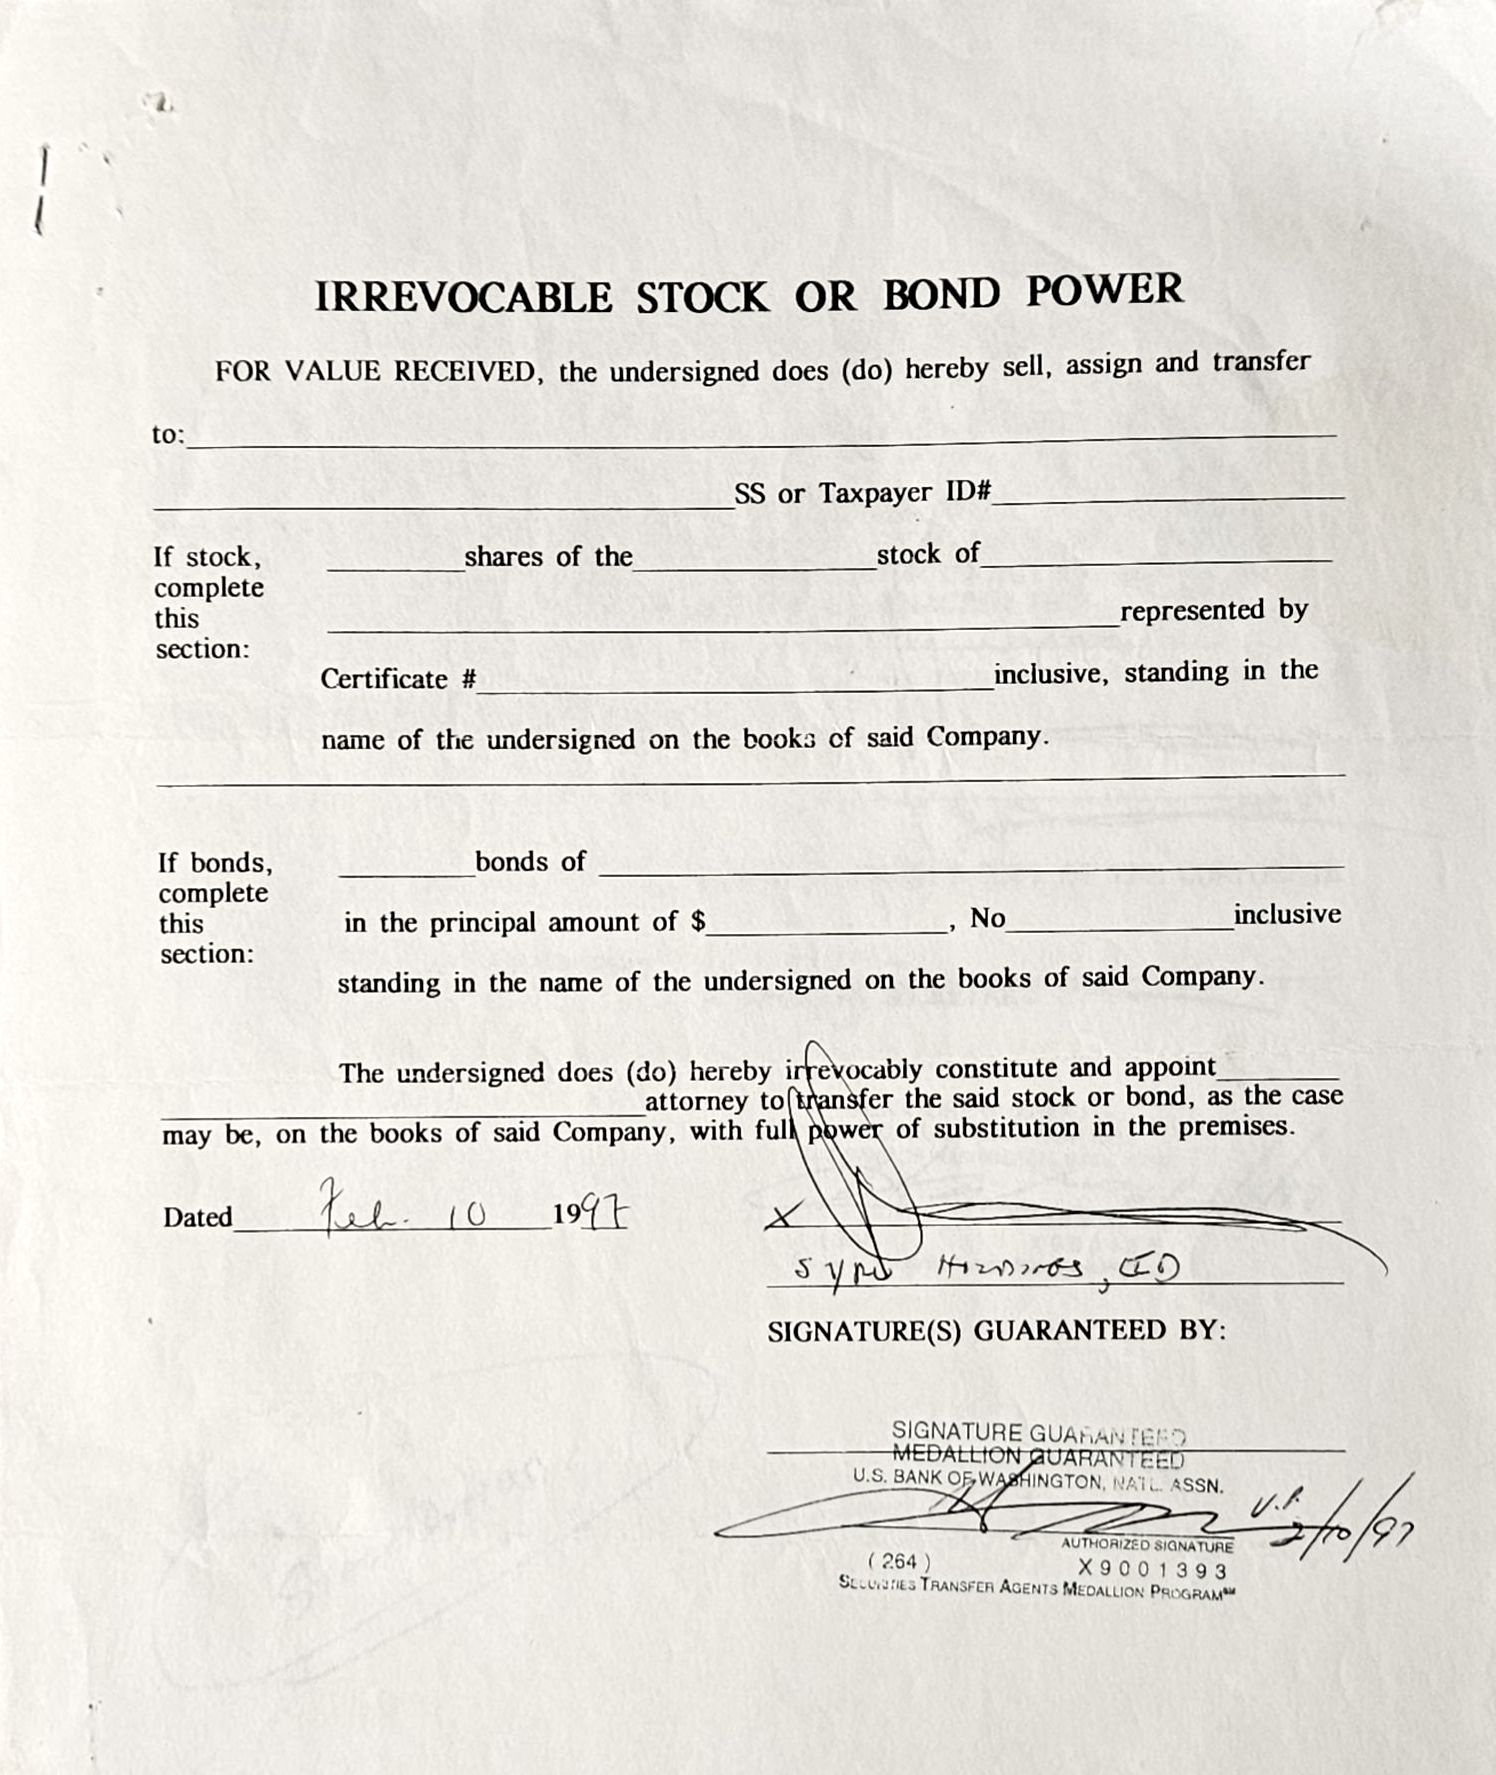 IRREVOCABLE STOCK OR BOND POWER
FOR VALUE RECEIVED, the undersigned does (do) hereby sell, assign and transfer
to:
SS or Taxpayer ID#
If stock, complete this section:
shares of the stock of
represented by
Certificate # inclusive, standing in the
name of the undersigned on the books of said Company.
If bonds, complete this section:
bonds of
in the principal amount of $ , No inclusive
standing in the name of the undersigned on the books of said Company.
The undersigned does (do) hereby irrevocably constitute and appoint
attorney to transfer the said stock or bond, as the case
may be, on the books of said Company, with full power of substitution in the premises.
Dated Feb. 10 1997
X
Holdings, LTD
SIGNATURE(S) GUARANTEED BY:
SIGNATURE GUARANTEED
MEDALLION GUARANTEED
U.S. BANK OF WASHINGTON, NAT'L. ASSN.
V.P. 2/10/97
AUTHORIZED SIGNATURE
(264) X9001393
SECURITIES TRANSFER AGENTS MEDALLION PROGRAM℠